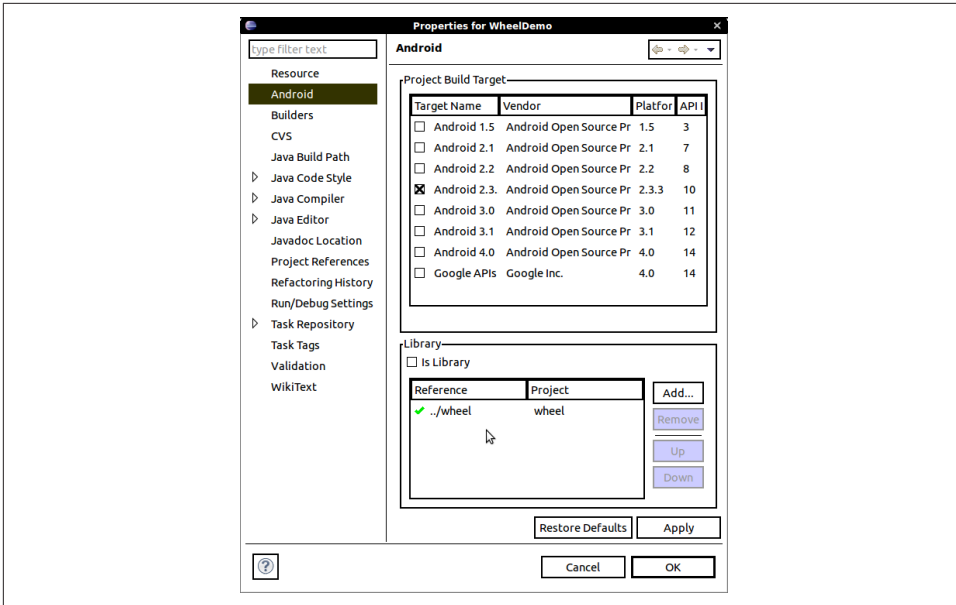 Properties for WheelDemo
×
type filter text
Resource
Android
Builders
CVS
Java Build Path
Java Code Style
Java Compiler
Java Editor
Javadoc Location
Project References
Refactoring History
Run/Debug Settings
Task Repository
Task Tags
Validation
WikiText
Android
Project Build Target
Target Name Vendor Platfor API l
Android 1.5 Android Open Source Pr 1.5 3
Android 2.1 Android Open Source Pr 2.1 7
Android 2.2 Android Open Source Pr 2.2 8
Android 2.3. Android Open Source Pr 2.3.3 10
Android 3.0 Android Open Source Pr 3.0 11
Android 3.1 Android Open Source Pr 3.1 12
Android 4.0 Android Open Source Pr 4.0 14
Google APIs Google Inc. 4.0 14
Library
Is Library
Reference Project
../wheel wheel
Add...
Remove
Up
Down
Restore Defaults Apply
? Cancel OK